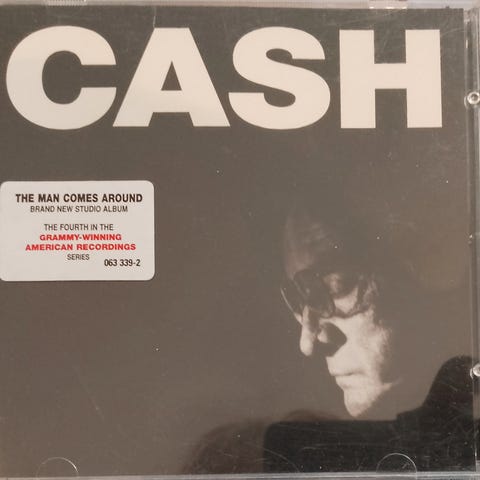 CASH
THE MAN COMES AROUND
BRAND NEW STUDIO ALBUM
THE FOURTH IN THE
GRAMMY-WINNING
AMERICAN RECORDINGS
SERIES 063 339-2